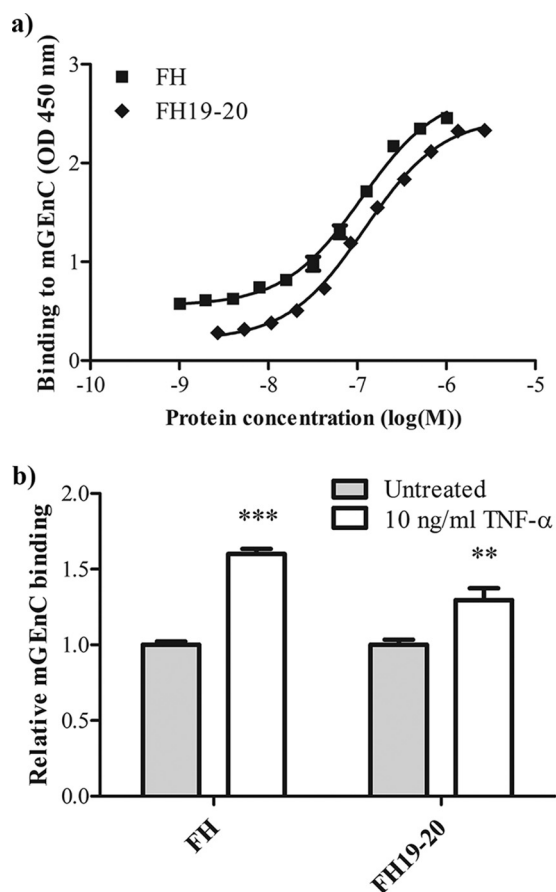 a)
FH
FH19-20
Binding to mGEnC (OD 450 nm)
3
2
1
0
-10 -9 -8 -7 -6 -5
Protein concentration (log(M))
b)
Untreated
10 ng/ml TNF-α
Relative mGEnC binding
2.0
1.5
1.0
0.5
0.0
*** **
FH FH19-20